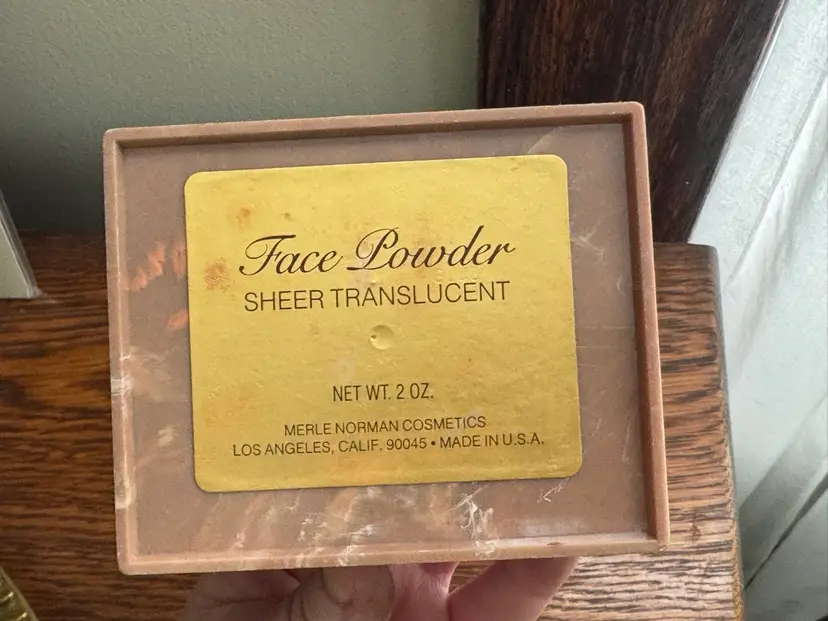 Face Powder
SHEER TRANSLUCENT
NET WT. 2 OZ.
MERLE NORMAN COSMETICS
LOS ANGELES, CALIF. 90045 • MADE IN U.S.A.